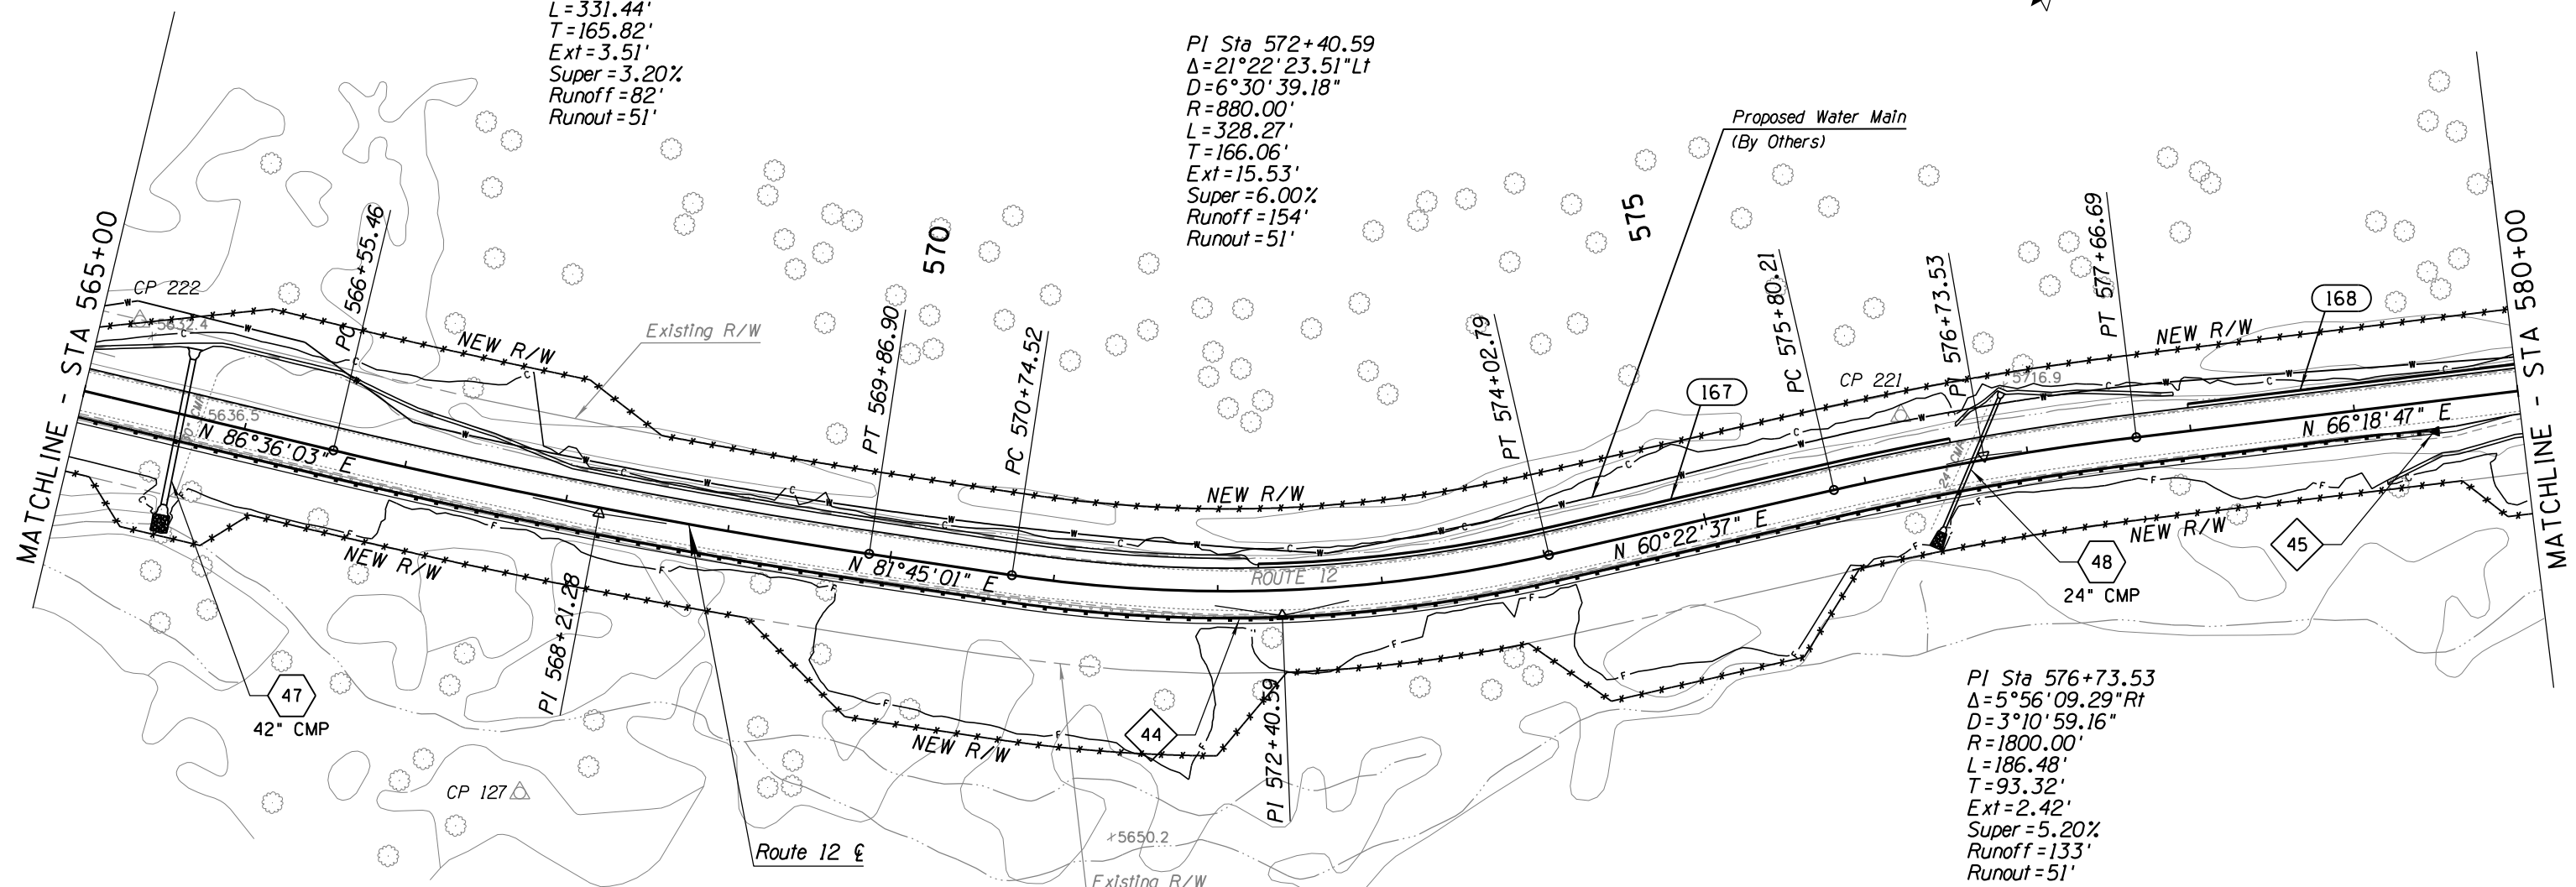 L=331.44'
T=165.82'
Ext=3.51'
Super=3.20%
Runoff=82'
Runout=51'
PI Sta 572+40.59
Δ=21°22'23.51"Lt
D=6°30'39.18"
R=880.00'
L=328.27'
T=166.06'
Ext=15.53'
Super=6.00%
Runoff=154'
Runout=51'
Proposed Water Main
(By Others)
MATCHLINE - STA 565+00
CP 222
5632.4
5636.5
PC 566+55.46
NEW R/W
Existing R/W
PT 569+86.90
570
PC 570+74.52
NEW R/W
PT 574+02.79
575
167
PC 575+80.21
CP 221
PI 576+73.53
5716.9
PT 577+66.69
NEW R/W
168
MATCHLINE - STA 580+00
N 86°36'03" E
N 81°45'01" E
ROUTE 12
N 60°22'37" E
N 66°18'47" E
24" CMP
NEW R/W
PI 568+21.28
47
42" CMP
CP 127
Route 12 ℄
NEW R/W
44
PI 572+40.59
5650.2
Existing R/W
48
24" CMP
NEW R/W
45
PI Sta 576+73.53
Δ=5°56'09.29"Rt
D=3°10'59.16"
R=1800.00'
L=186.48'
T=93.32'
Ext=2.42'
Super=5.20%
Runoff=133'
Runout=51'